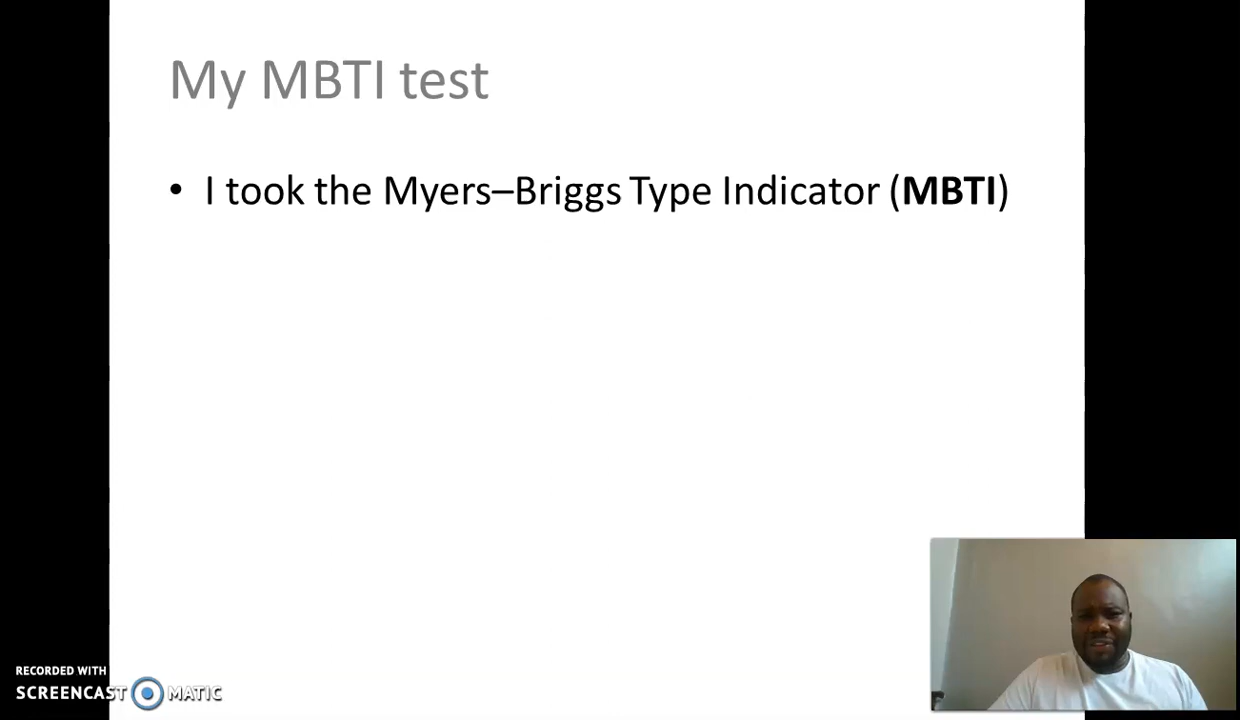 My MBTI test
• I took the Myers–Briggs Type Indicator (MBTI)
RECORDED WITH
SCREENCAST MATIC